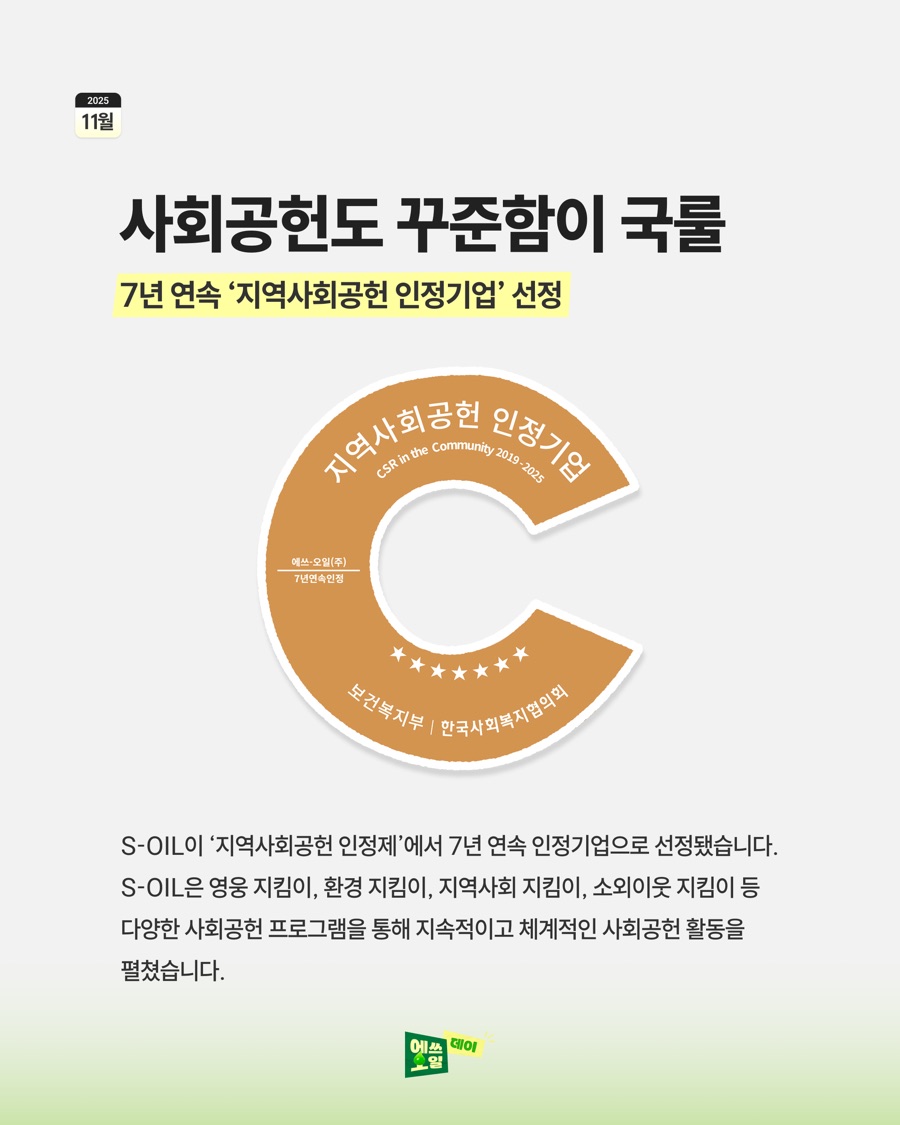 2025
11월
사회공헌도 꾸준함이 국룰
7년 연속 ‘지역사회공헌 인정기업’ 선정
지역사회공헌 인정기업
CSR in the Community 2019-2025
에쓰-오일(주)
7년연속인정
보건복지부 | 한국사회복지협의회
S-OIL이 ‘지역사회공헌 인정제’에서 7년 연속 인정기업으로 선정됐습니다.
S-OIL은 영웅 지킴이, 환경 지킴이, 지역사회 지킴이, 소외이웃 지킴이 등
다양한 사회공헌 프로그램을 통해 지속적이고 체계적인 사회공헌 활동을
펼쳤습니다.
에쓰 데이
오일